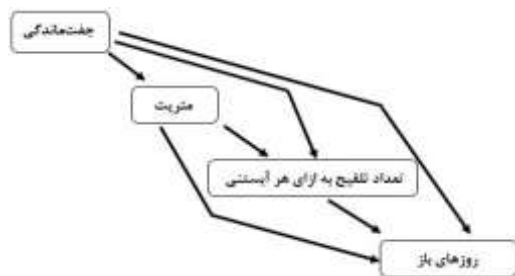 جفت‌ماندگی
متریت
تعداد تلقیح به ازای هر آبستنی
روزهای باز